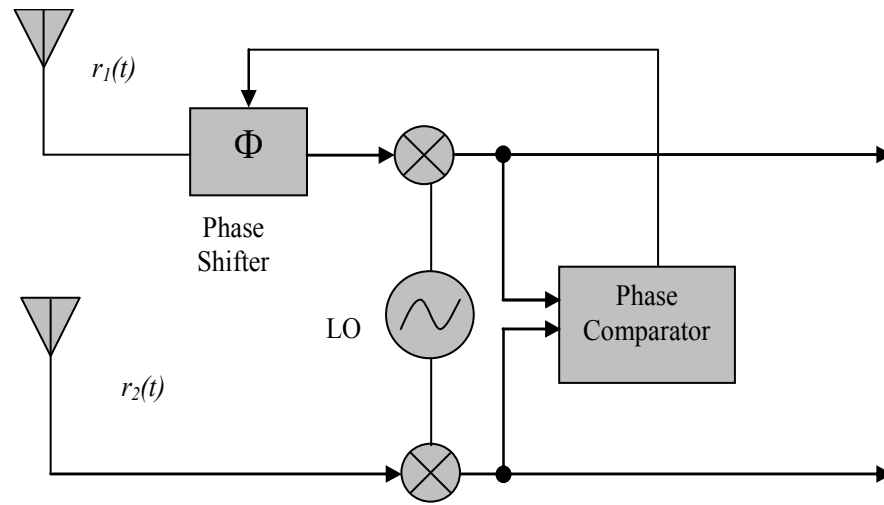 r₁(t)
Φ
Phase
Shifter
LO
Phase
Comparator
r₂(t)